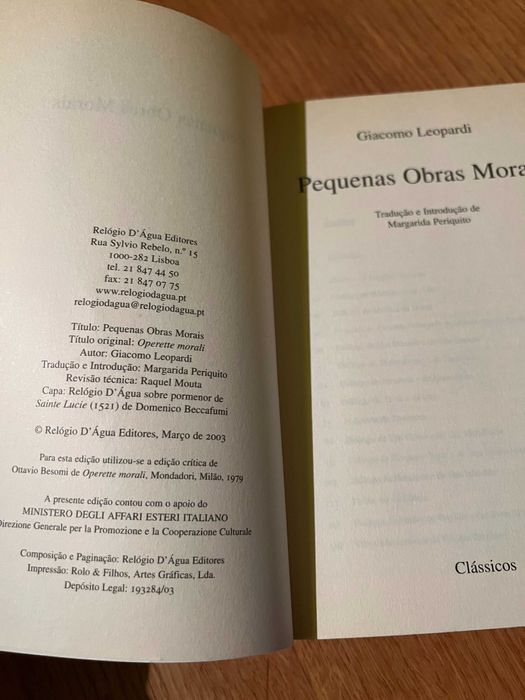 Relógio D'Água Editores
Rua Sylvio Rebelo, n.º 15
1000-282 Lisboa
tel. 21 847 44 50
fax: 21 847 07 75
www.relogiodagua.pt
relogiodagua@relogiodagua.pt
Título: Pequenas Obras Morais
Título original: Operette morali
Autor: Giacomo Leopardi
Tradução e Introdução: Margarida Periquito
Revisão técnica: Raquel Mouta
Capa: Relógio D'Água sobre pormenor de
Sainte Lucie (1521) de Domenico Beccafumi
© Relógio D'Água Editores, Março de 2003
Para esta edição utilizou-se a edição crítica de
Ottavio Besomi de Operette morali, Mondadori, Milão, 1979
A presente edição contou com o apoio do
MINISTERO DEGLI AFFARI ESTERI ITALIANO
Direzione Generale per la Promozione e la Cooperazione Culturale
Composição e Paginação: Relógio D'Água Editores
Impressão: Rolo & Filhos, Artes Gráficas, Lda.
Depósito Legal: 193284/03
Giacomo Leopardi
Pequenas Obras Mora
Tradução e Introdução de
Margarida Periquito
Clássicos